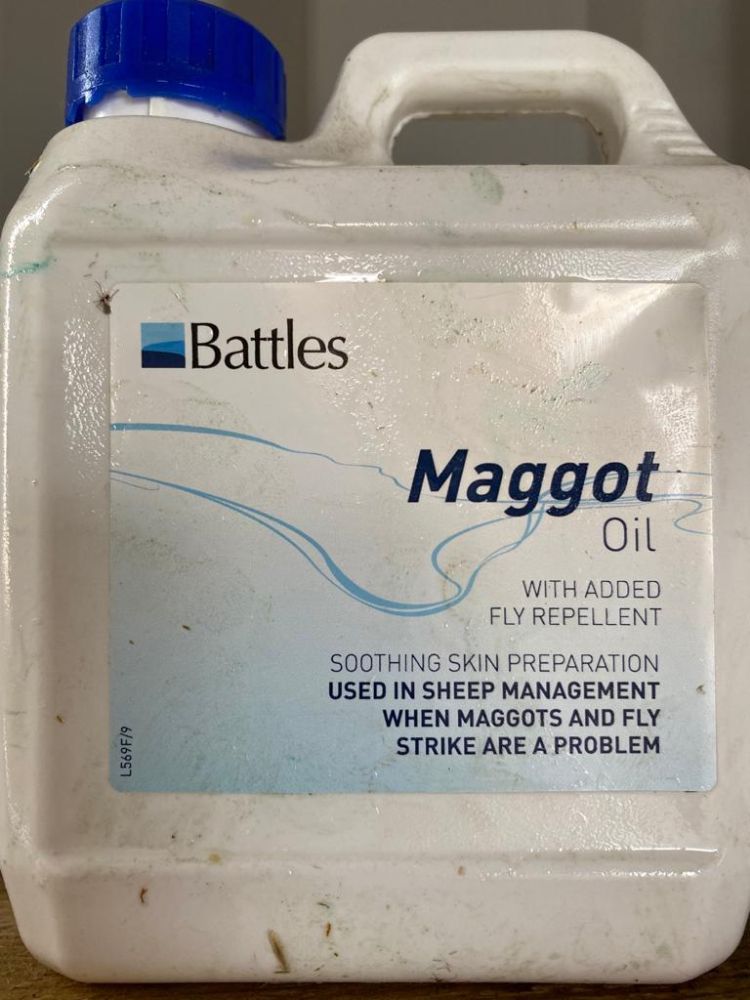 Battles
Maggot
Oil
WITH ADDED
FLY REPELLENT
SOOTHING SKIN PREPARATION
USED IN SHEEP MANAGEMENT
WHEN MAGGOTS AND FLY
STRIKE ARE A PROBLEM
L569F/9